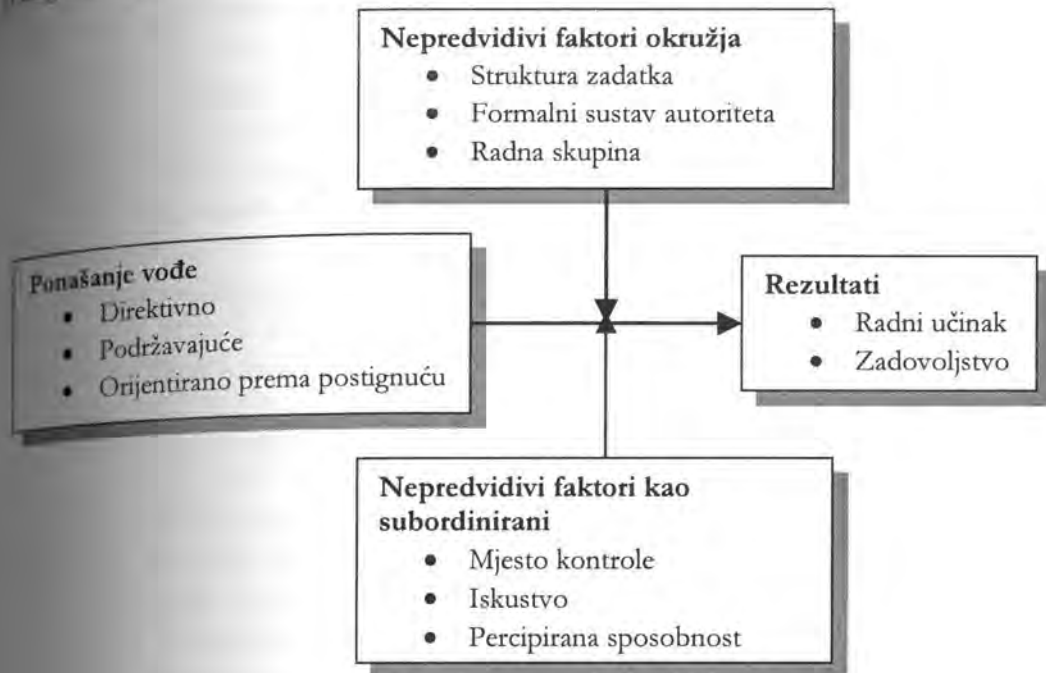 Nepredvidivi faktori okružja
• Struktura zadatka
• Formalni sustav autoriteta
• Radna skupina
Ponašanje vođe
• Direktivno
• Podržavajuće
• Orijentirano prema postignuću
Rezultati
• Radni učinak
• Zadovoljstvo
Nepredvidivi faktori kao
subordinirani
• Mjesto kontrole
• Iskustvo
• Percipirana sposobnost